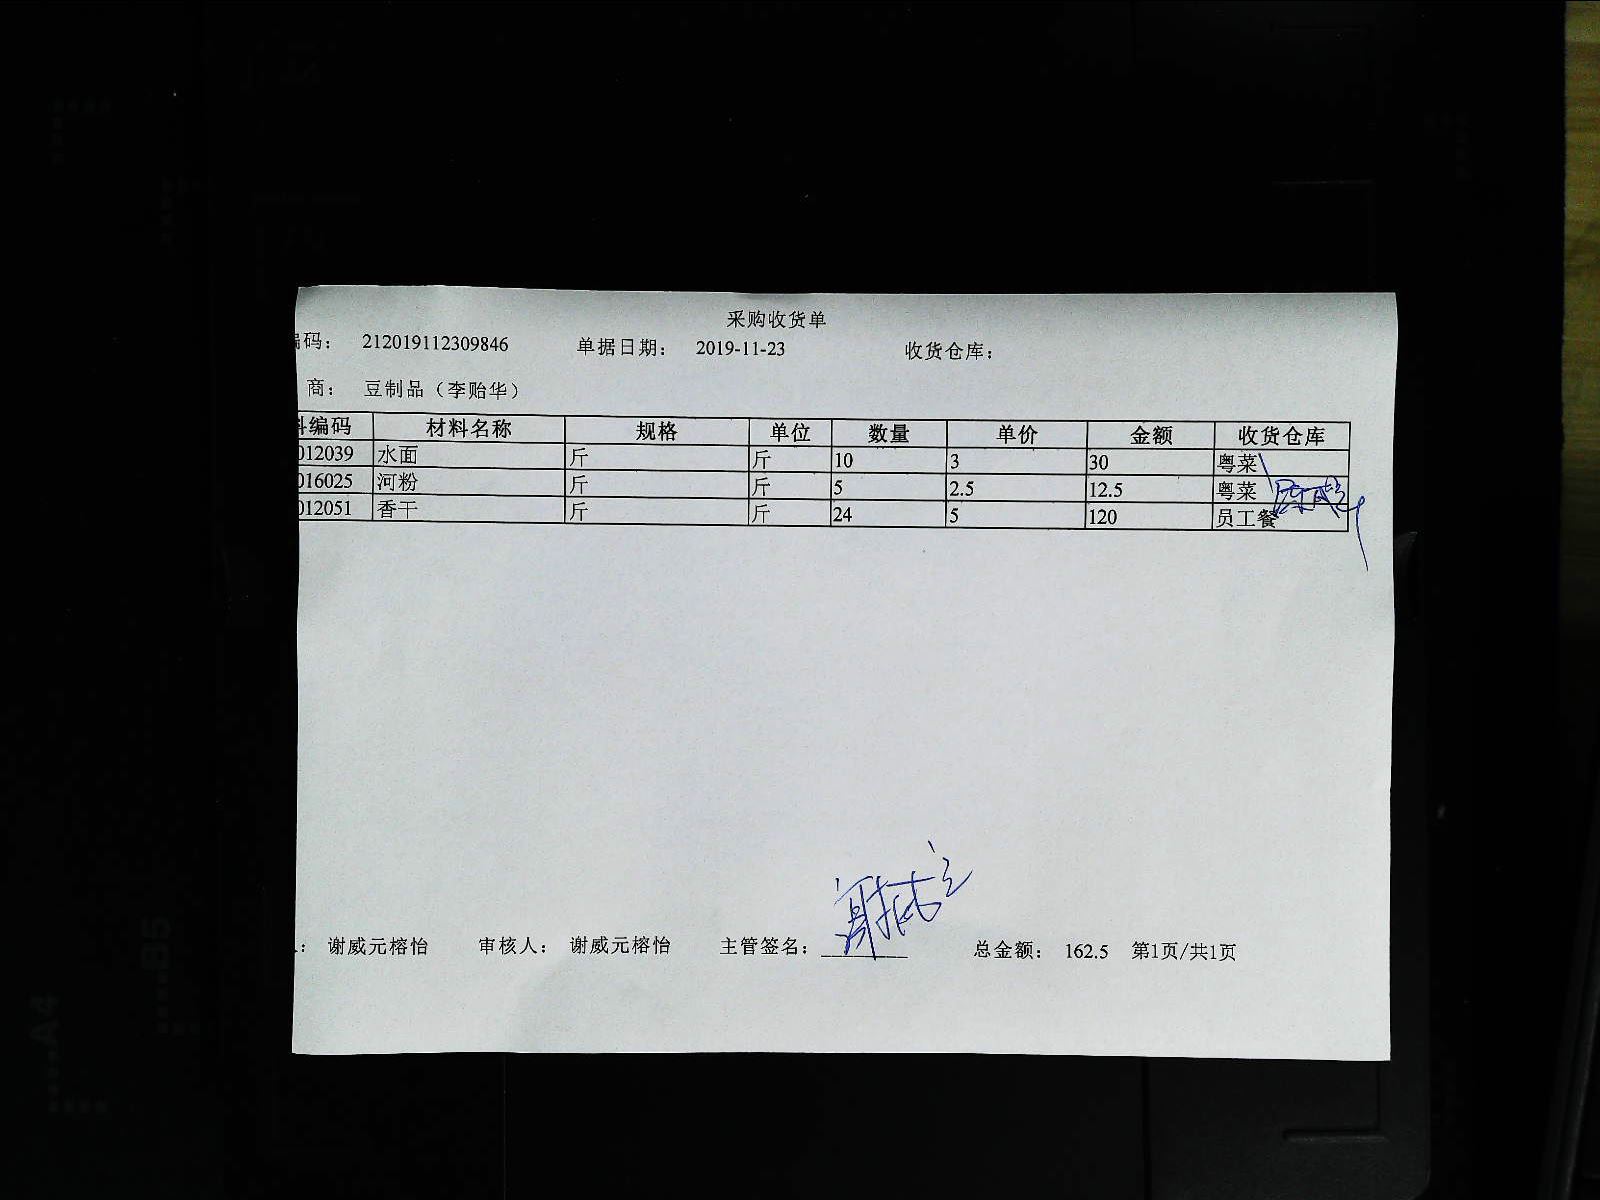 采购收货单
编码： 212019112309846 单据日期： 2019-11-23 收货仓库：
商： 豆制品（李贻华）
料编码 材料名称 规格 单位 数量 单价 金额 收货仓库
012039 水面 斤 斤 10 3 30 粤菜
016025 河粉 斤 斤 5 2.5 12.5 粤菜
012051 香干 斤 斤 24 5 120 员工餐
： 谢威元榕怡 审核人： 谢威元榕怡 主管签名： 总金额： 162.5 第1页/共1页